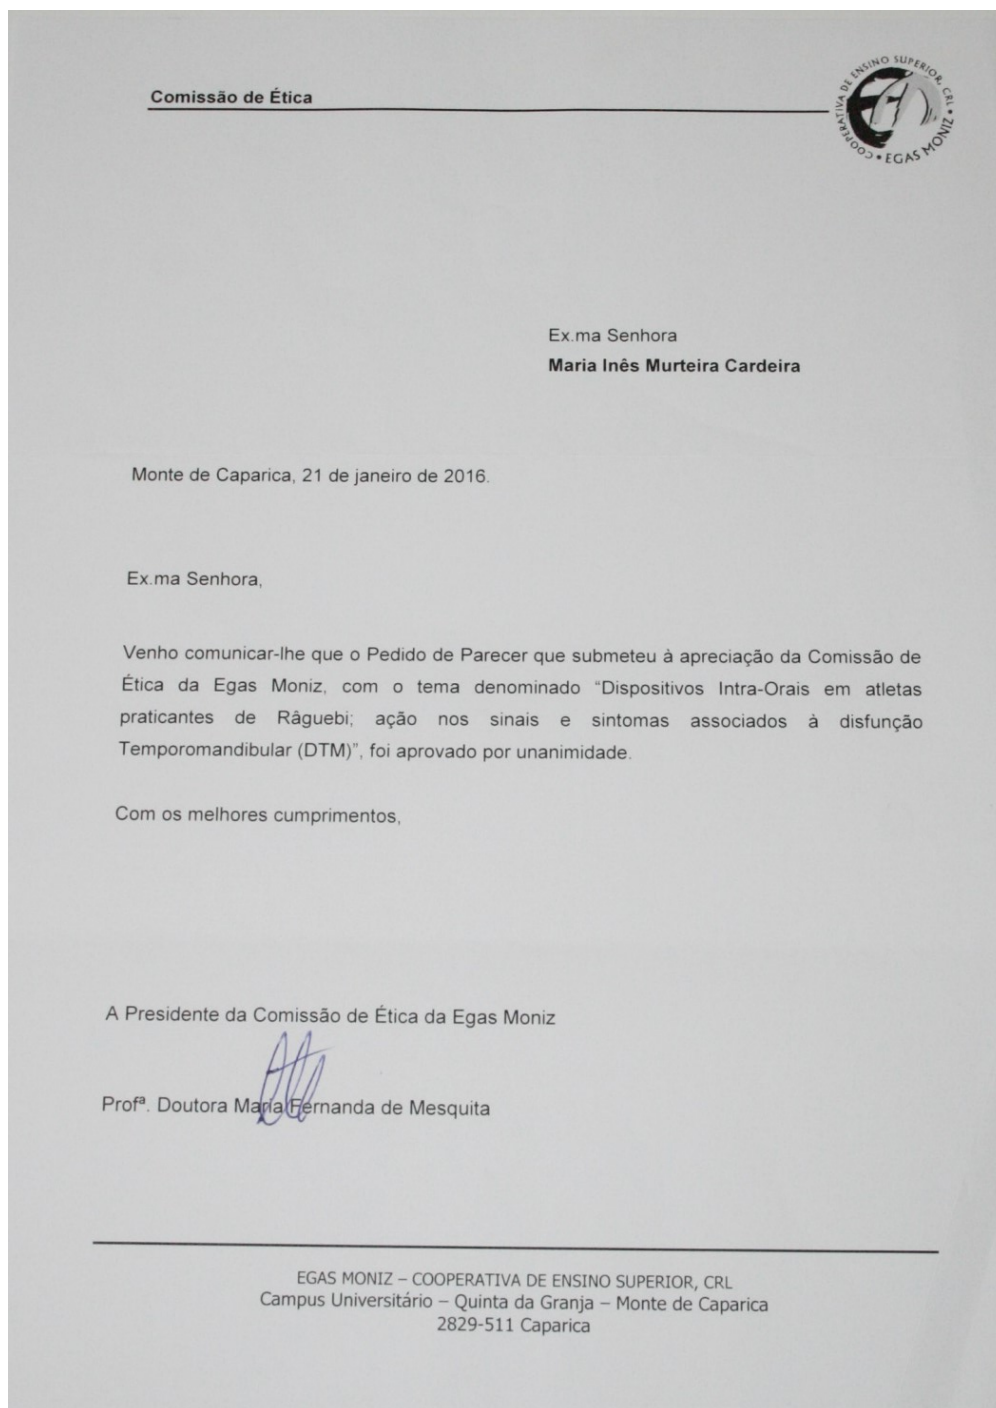 Comissão de Ética
COOPERATIVA DE ENSINO SUPERIOR, CRL • EGAS MONIZ •
Ex.ma Senhora
Maria Inês Murteira Cardeira
Monte de Caparica, 21 de janeiro de 2016.
Ex.ma Senhora,
Venho comunicar-lhe que o Pedido de Parecer que submeteu à apreciação da Comissão de
Ética da Egas Moniz, com o tema denominado “Dispositivos Intra-Orais em atletas
praticantes de Râguebi; ação nos sinais e sintomas associados à disfunção
Temporomandibular (DTM)”, foi aprovado por unanimidade.
Com os melhores cumprimentos,
A Presidente da Comissão de Ética da Egas Moniz
Profª. Doutora Maria Fernanda de Mesquita
EGAS MONIZ – COOPERATIVA DE ENSINO SUPERIOR, CRL
Campus Universitário – Quinta da Granja – Monte de Caparica
2829-511 Caparica